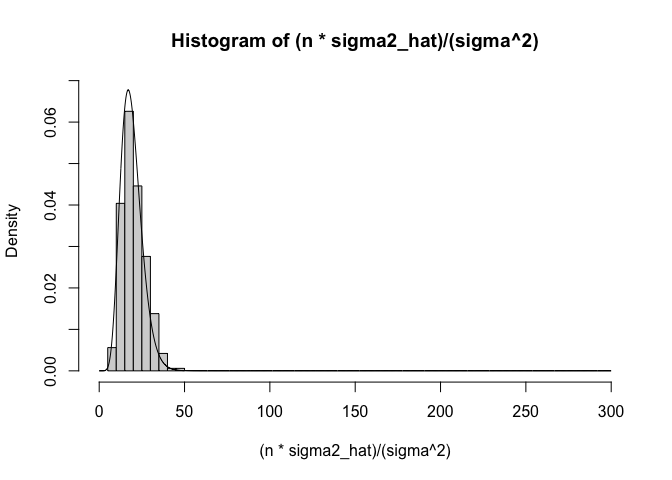 Histogram of (n * sigma2_hat)/(sigma^2)
Density
0.00 0.02 0.04 0.06
0 50 100 150 200 250 300
(n * sigma2_hat)/(sigma^2)